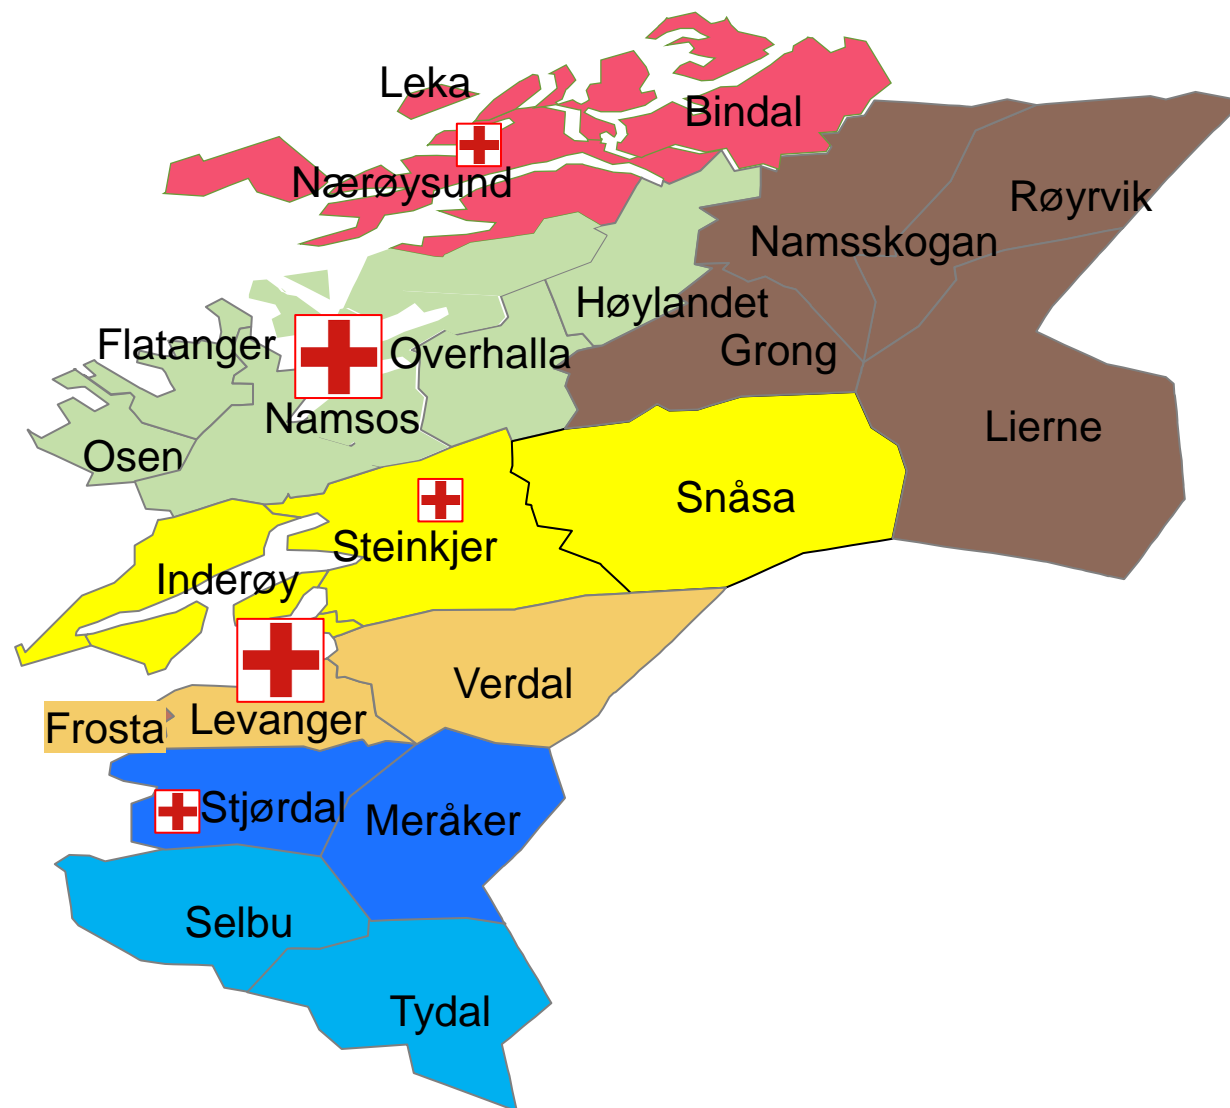 Leka
Bindal
Nærøysund
Røyrvik
Namsskogan
Høylandet
Flatanger
Overhalla
Grong
Namsos
Lierne
Osen
Snåsa
Steinkjer
Inderøy
Verdal
Frosta
Levanger
Stjørdal
Meråker
Selbu
Tydal